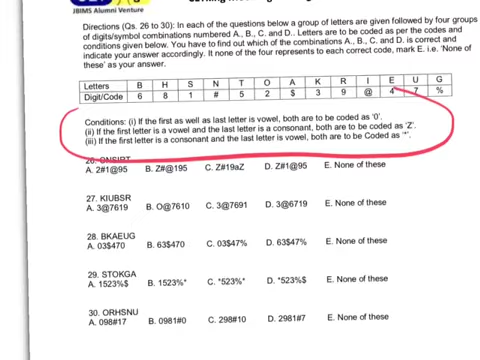 JBIMS Alumni Venture
Directions (Qs. 26 to 30): In each of the questions below a group of letters are given followed by four groups
of digits/symbol combinations numbered A., B., C. and D.. Letters are to be coded as per the codes and
conditions given below. You have to find out which of the combinations A., B., C. and D. is correct and
indicate your answer accordingly. It none of the four represents to each correct code, mark E. i.e. 'None of
these' as your answer.
Letters B H S N T O A K R I E U G
Digit/Code 6 8 1 # 5 2 $ 3 9 @ 4 7 %
Conditions: (i) If the first as well as last letter is vowel, both are to be coded as '0'.
(ii) If the first letter is a vowel and the last letter is a consonant, both are to be coded as 'Z'.
(iii) If the first letter is a consonant and the last letter is vowel, both are to be Coded as '*'.
26. ONSIRT
A. 2#1@95 B. Z#@195 C. Z#19aZ D. Z#1@95 E. None of these
27. KIUBSR
A. 3@7619 B. O@7610 C. 3@7691 D. 3@6719 E. None of these
28. BKAEUG
A. 03$470 B. 63$470 C. 03$47% D. 63$47% E. None of these
29. STOKGA
A. 1523%$ B. 1523%* C. *523%* D. *523%$ E. None of these
30. ORHSNU
A. 098#17 B. 0981#0 C. 298#10 D. 2981#7 E. None of these